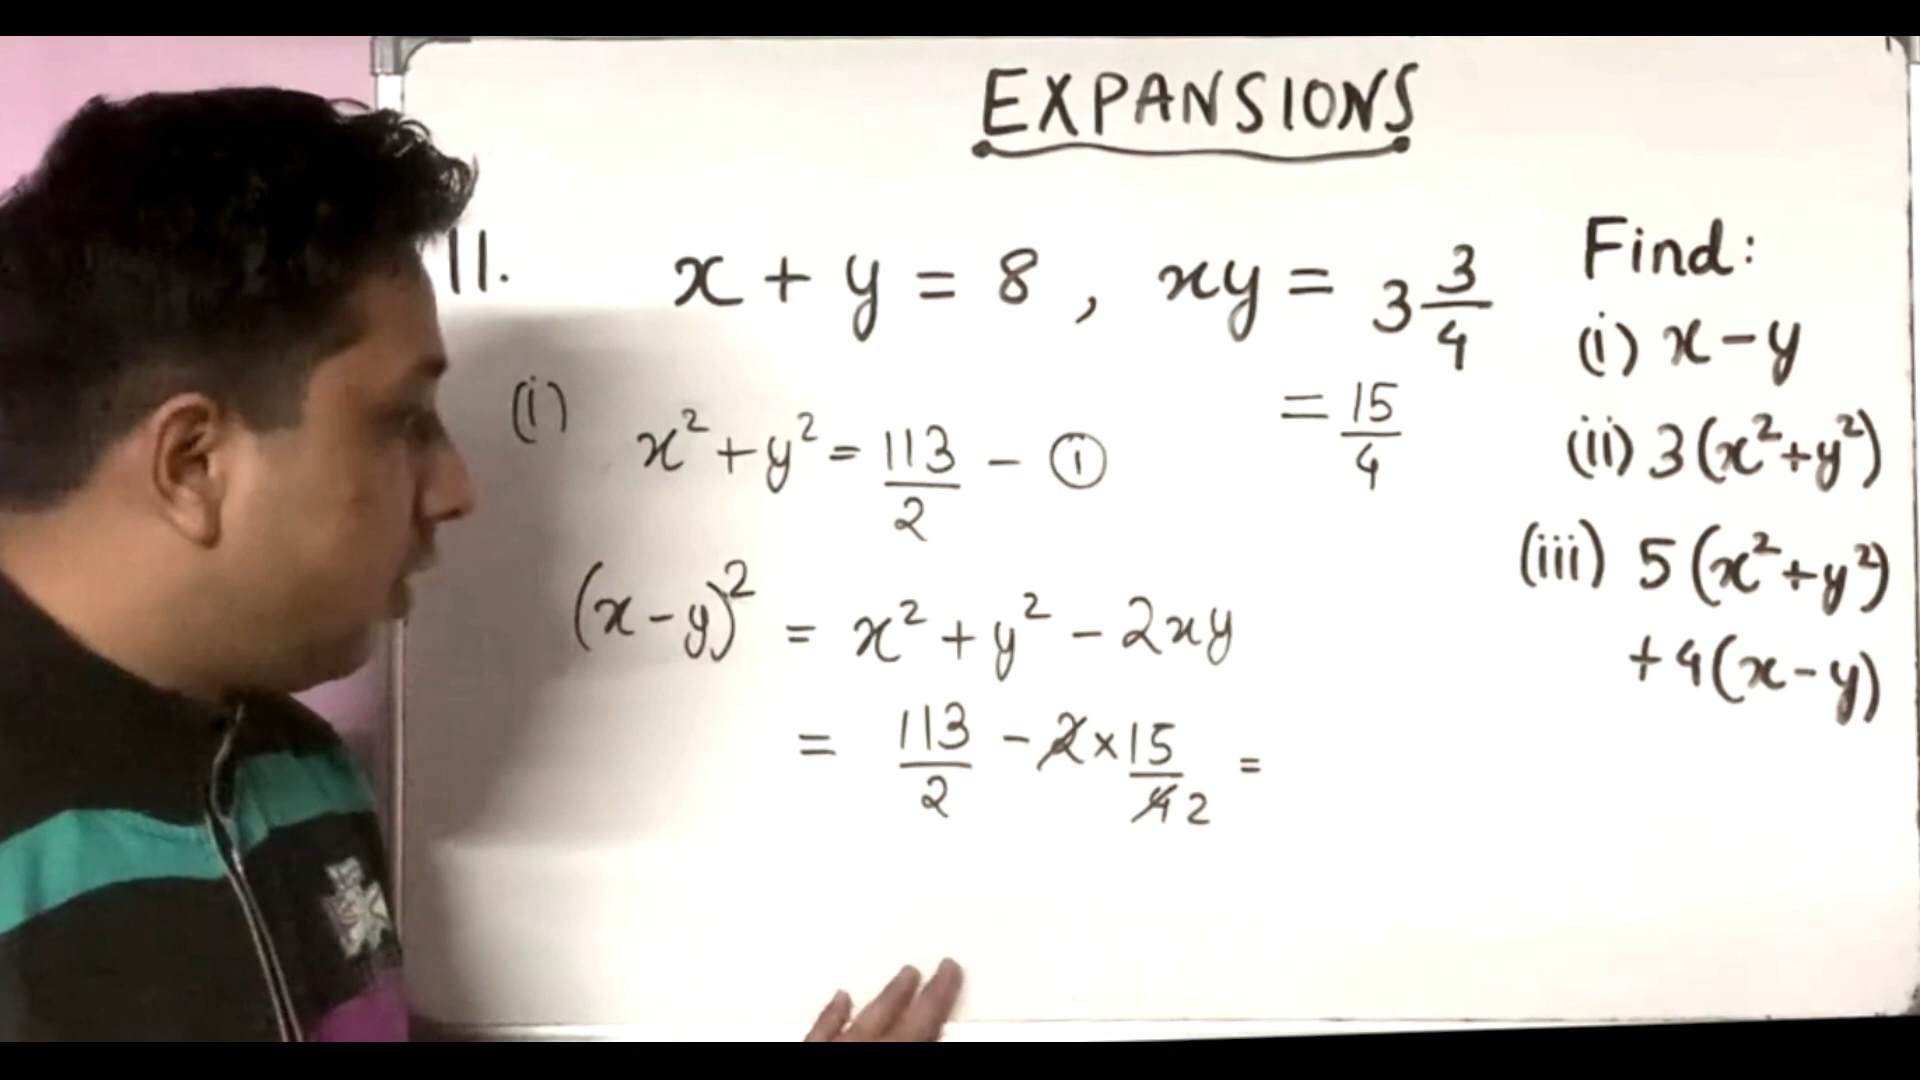 EXPANSIONS
11. x + y = 8, xy = 3 3/4
= 15/4
Find:
(i) x - y
(ii) 3(x² + y²)
(iii) 5(x² + y²)
+ 4(x - y)
(i) x² + y² = 113/2 - ①
(x - y)² = x² + y² - 2xy
= 113/2 - 2 × 15/4 2 =